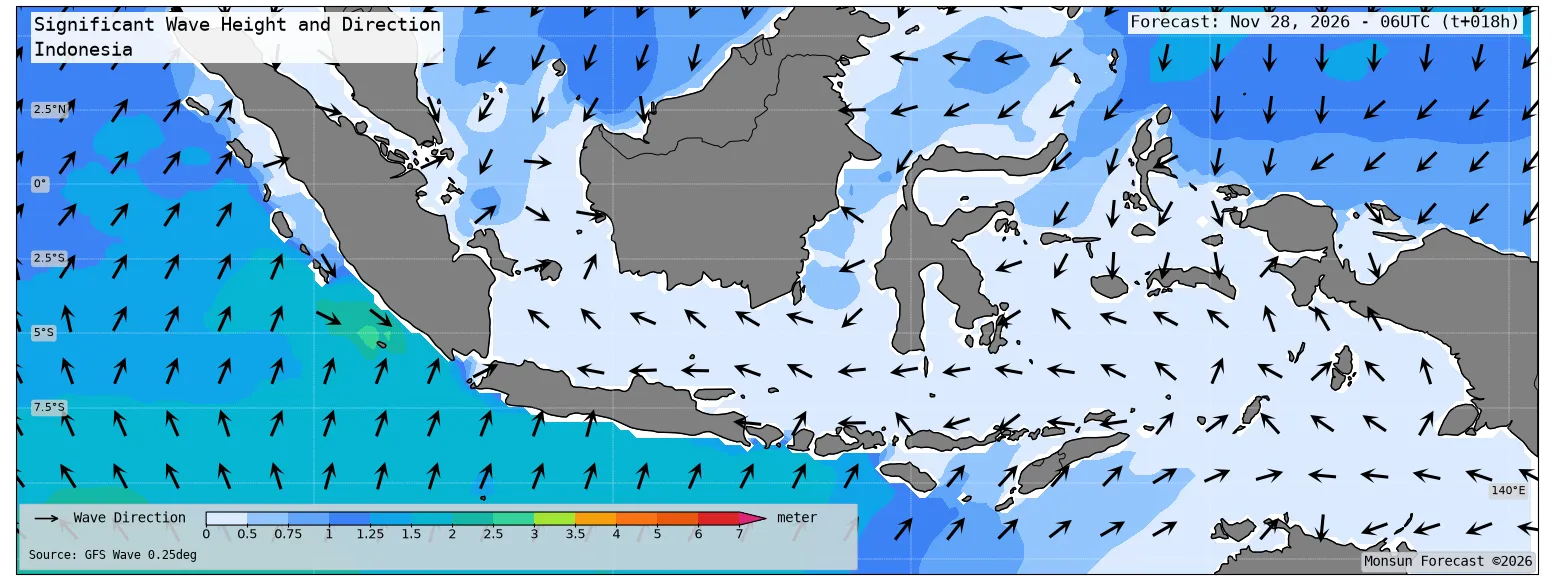 Significant Wave Height and Direction
Indonesia
Forecast: Nov 28, 2026 - 06UTC (t+018h)
2.5°N
0°
2.5°S
5°S
7.5°S
140°E
Wave Direction
meter
0 0.5 0.75 1 1.25 1.5 2 2.5 3 3.5 4 5 6 7
Source: GFS Wave 0.25deg
Monsun Forecast ©2026